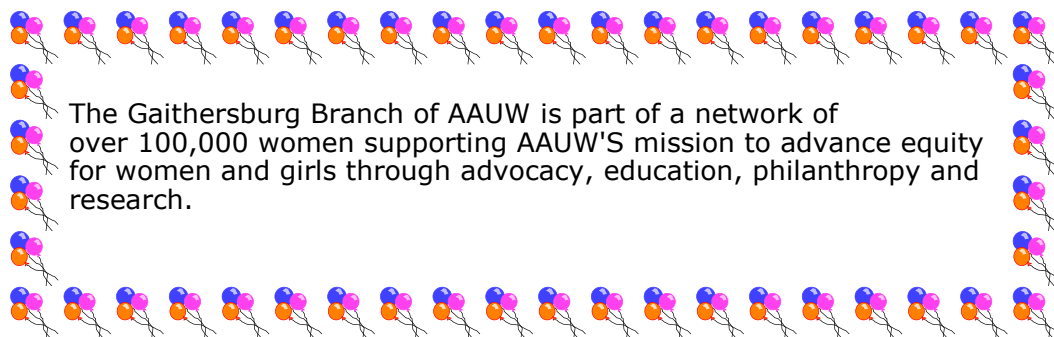 The Gaithersburg Branch of AAUW is part of a network of
over 100,000 women supporting AAUW'S mission to advance equity
for women and girls through advocacy, education, philanthropy and
research.